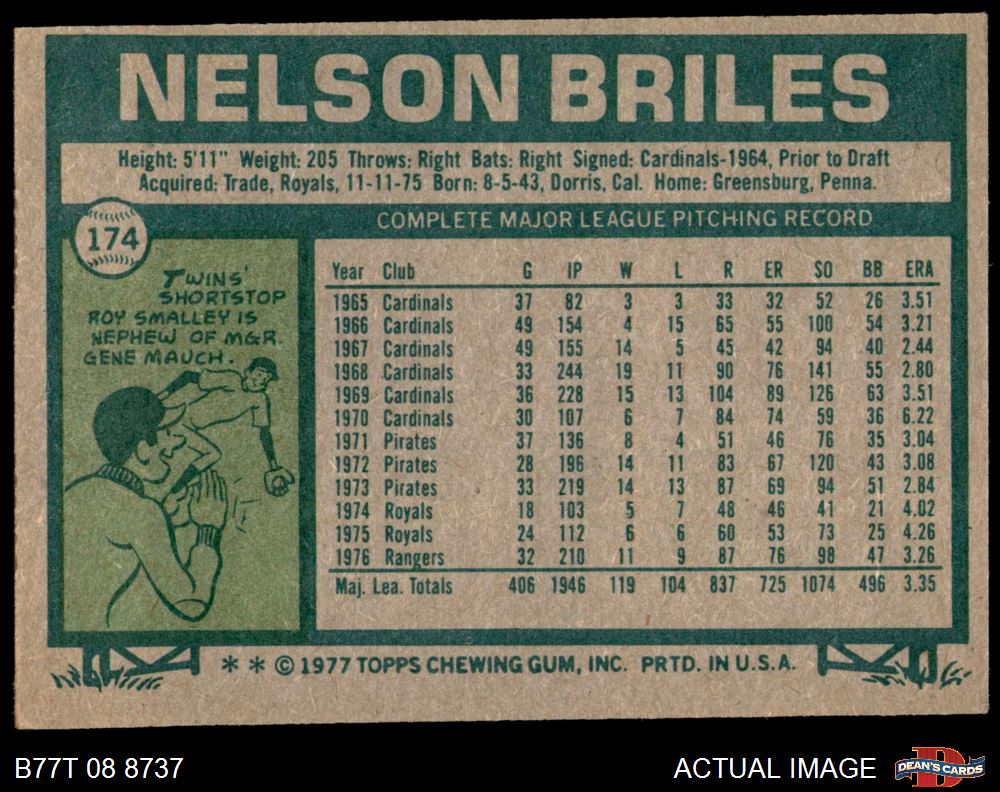 NELSON BRILES
Height: 5'11" Weight: 205 Throws: Right Bats: Right Signed: Cardinals-1964, Prior to Draft
Acquired: Trade, Royals, 11-11-75 Born: 8-5-43, Dorris, Cal. Home: Greensburg, Penna.
174
COMPLETE MAJOR LEAGUE PITCHING RECORD
TWINS'
SHORTSTOP
ROY SMALLEY IS
NEPHEW OF MGR.
GENE MAUCH.
Year Club G IP W L R ER SO BB ERA
1965 Cardinals 37 82 3 3 33 32 52 26 3.51
1966 Cardinals 49 154 4 15 65 55 100 54 3.21
1967 Cardinals 49 155 14 5 45 42 94 40 2.44
1968 Cardinals 33 244 19 11 90 76 141 55 2.80
1969 Cardinals 36 228 15 13 104 89 126 63 3.51
1970 Cardinals 30 107 6 7 84 74 59 36 6.22
1971 Pirates 37 136 8 4 51 46 76 35 3.04
1972 Pirates 28 196 14 11 83 67 120 43 3.08
1973 Pirates 33 219 14 13 87 69 94 51 2.84
1974 Royals 18 103 5 7 48 46 41 21 4.02
1975 Royals 24 112 6 6 60 53 73 25 4.26
1976 Rangers 32 210 11 9 87 76 98 47 3.26
Maj. Lea. Totals 406 1946 119 104 837 725 1074 496 3.35
* * © 1977 TOPPS CHEWING GUM, INC. PRTD. IN U.S.A.
B77T 08 8737
ACTUAL IMAGE
D
DEAN'S CARDS